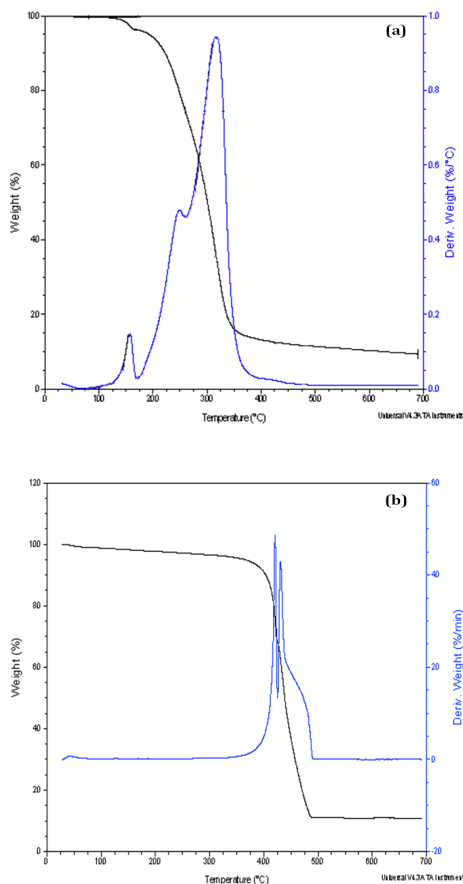 (a)
100
80
60
40
20
0
Weight (%)
1.0
0.8
0.6
0.4
0.2
0.0
Deriv. Weight (%/°C)
0 100 200 300 400 500 600 700
Temperature (°C)
Universal V4.3A TA Instruments
(b)
120
100
80
60
40
20
0
Weight (%)
60
40
20
0
-20
Deriv. Weight (%/min)
0 100 200 300 400 500 600 700
Temperature (°C)
Universal V4.3A TA Instruments